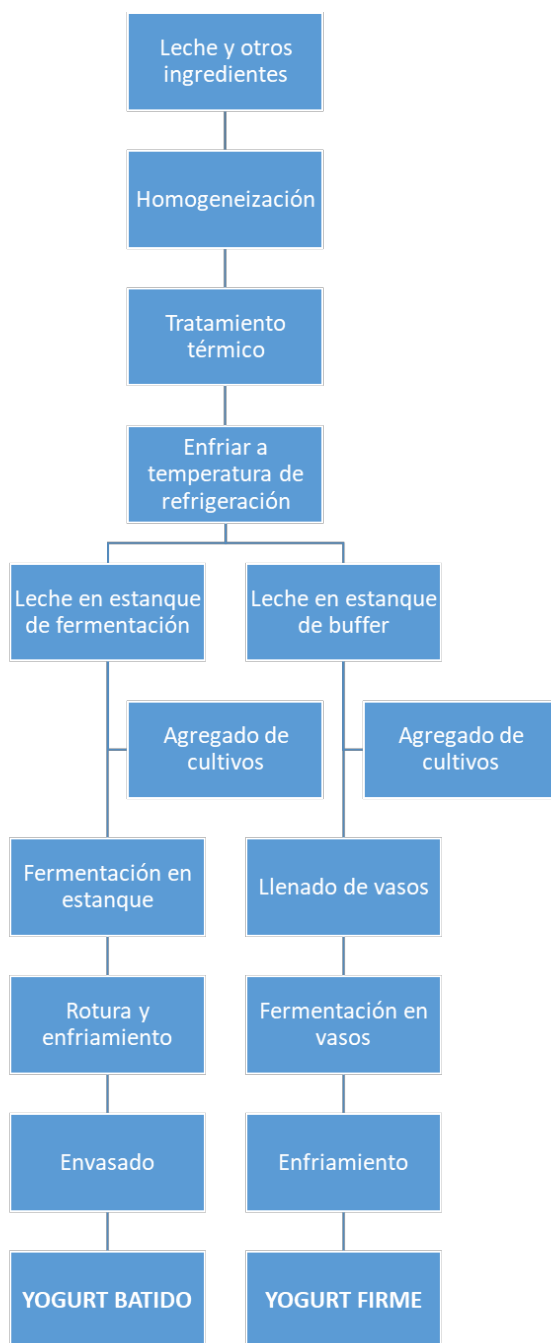 Leche y otros
ingredientes
Homogeneización
Tratamiento
térmico
Enfriar a
temperatura de
refrigeración
Leche en estanque
de fermentación
Leche en estanque
de buffer
Agregado de
cultivos
Agregado de
cultivos
Fermentación en
estanque
Llenado de vasos
Rotura y
enfriamiento
Fermentación en
vasos
Envasado
Enfriamiento
YOGURT BATIDO
YOGURT FIRME